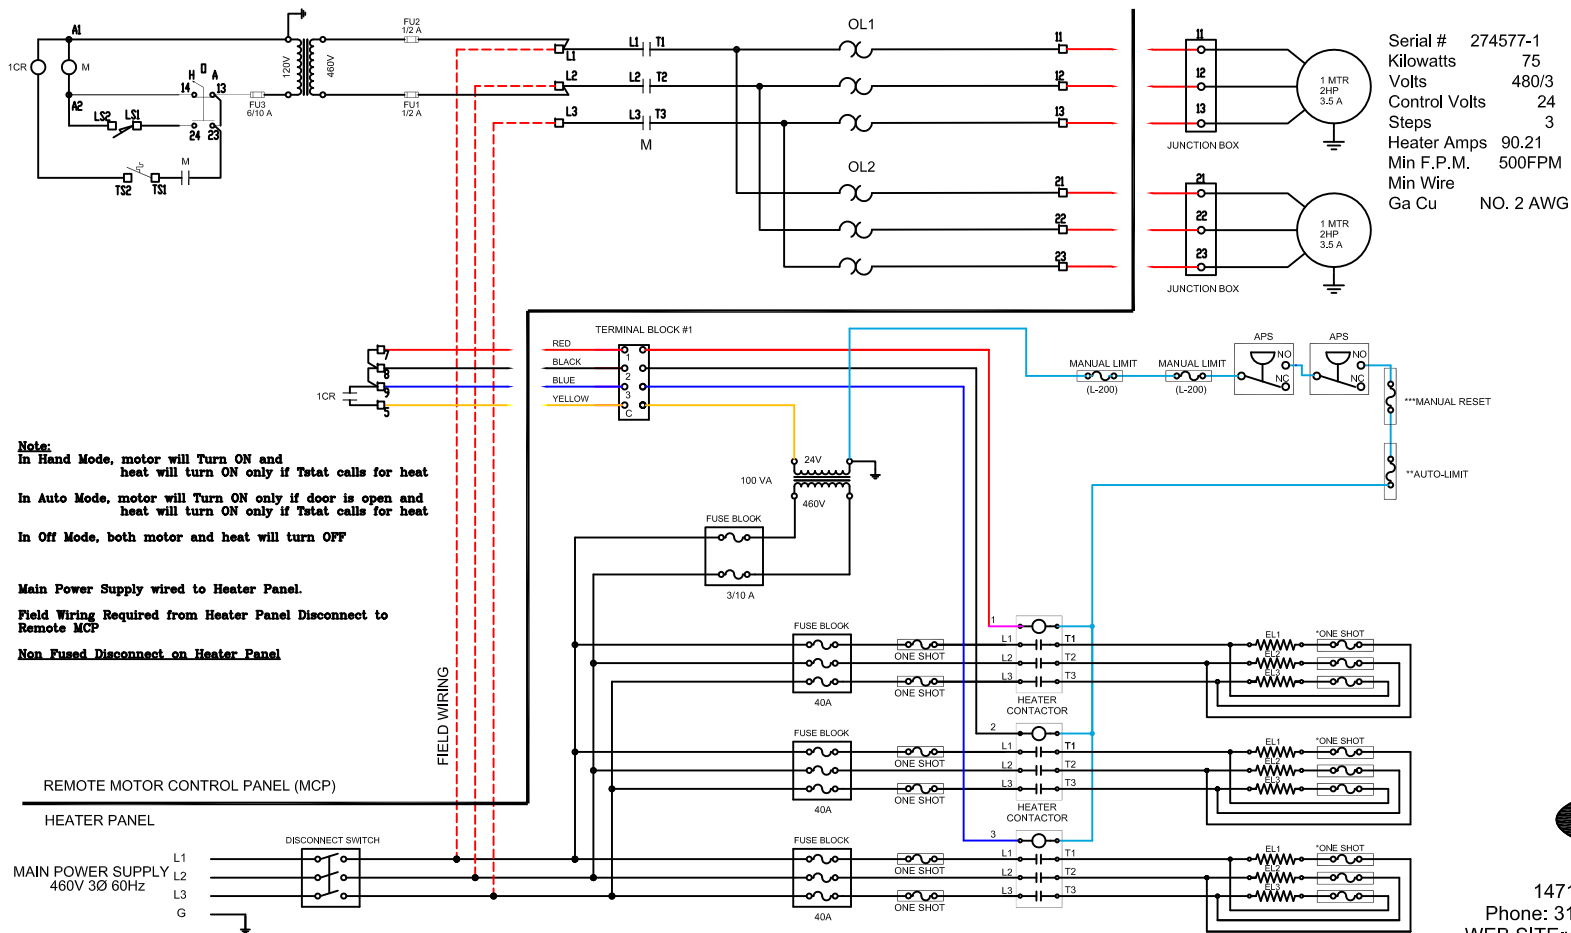 FU2
1/2 A
A1
1CR
M
120V
460V
H
A
14
13
A2
FU3
6/10 A
FU1
1/2 A
LS2
LS1
24
23
M
TS2
TS1
L1
L2
L3
L1
T1
L2
T2
L3
T3
M
OL1
OL2
11
12
13
21
22
23
11
12
13
JUNCTION BOX
21
22
23
JUNCTION BOX
1 MTR
2HP
3.5 A
1 MTR
2HP
3.5 A
Serial # 274577-1
Kilowatts 75
Volts 480/3
Control Volts 24
Steps 3
Heater Amps 90.21
Min F.P.M. 500FPM
Min Wire
Ga Cu NO. 2 AWG
TERMINAL BLOCK #1
RED
BLACK
BLUE
YELLOW
1
2
3
C
7
8
5
1CR
MANUAL LIMIT
(L-200)
MANUAL LIMIT
(L-200)
APS
NO
NC
APS
NO
NC
***MANUAL RESET
**AUTO-LIMIT
Note:
In Hand Mode, motor will Turn ON and
heat will turn ON only if Tstat calls for heat
In Auto Mode, motor will Turn ON only if door is open and
heat will turn ON only if Tstat calls for heat
In Off Mode, both motor and heat will turn OFF
Main Power Supply wired to Heater Panel.
Field Wiring Required from Heater Panel Disconnect to
Remote MCP
Non Fused Disconnect on Heater Panel
24V
100 VA
460V
FUSE BLOCK
3/10 A
FIELD WIRING
FUSE BLOCK
40A
ONE SHOT
ONE SHOT
1
L1
T1
L2
T2
L3
T3
HEATER
CONTACTOR
EL1
EL2
EL3
*ONE SHOT
FUSE BLOCK
40A
ONE SHOT
ONE SHOT
2
L1
T1
L2
T2
L3
T3
HEATER
CONTACTOR
EL1
EL2
EL3
*ONE SHOT
REMOTE MOTOR CONTROL PANEL (MCP)
HEATER PANEL
DISCONNECT SWITCH
MAIN POWER SUPPLY
460V 3Ø 60Hz
L1
L2
L3
G
FUSE BLOCK
40A
ONE SHOT
ONE SHOT
3
L1
T1
L2
T2
L3
T3
EL1
EL2
EL3
*ONE SHOT
1471
Phone: 31